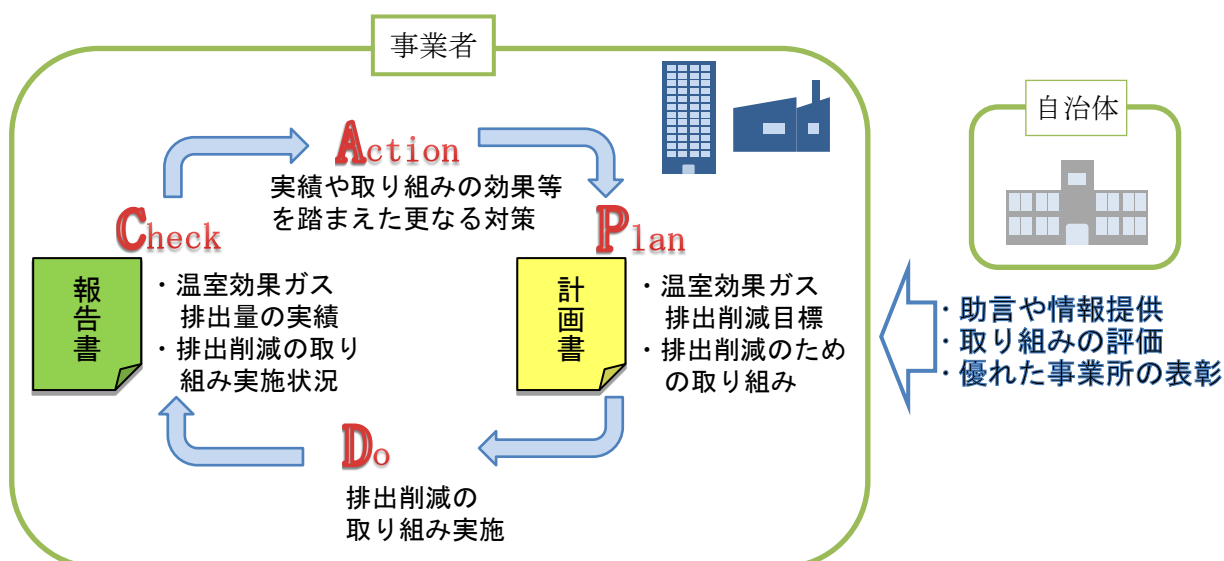 事業者
自治体
Action
実績や取り組みの効果等
を踏まえた更なる対策
Check
報告書
・温室効果ガス
排出量の実績
・排出削減の取り
組み実施状況
Plan
計画書
・温室効果ガス
排出削減目標
・排出削減のため
の取り組み
・助言や情報提供
・取り組みの評価
・優れた事業所の表彰
Do
排出削減の
取り組み実施